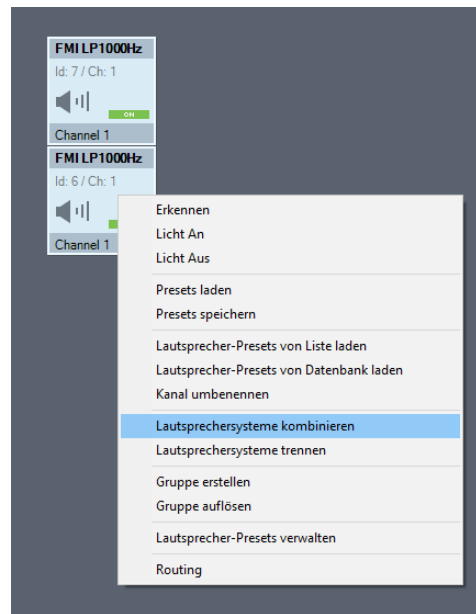 FMI LP1000Hz
Id: 7 / Ch: 1
ON
Channel 1
FMI LP1000Hz
Id: 6 / Ch: 1
Channel 1
Erkennen
Licht An
Licht Aus
Presets laden
Presets speichern
Lautsprecher-Presets von Liste laden
Lautsprecher-Presets von Datenbank laden
Kanal umbenennen
Lautsprechersysteme kombinieren
Lautsprechersysteme trennen
Gruppe erstellen
Gruppe auflösen
Lautsprecher-Presets verwalten
Routing